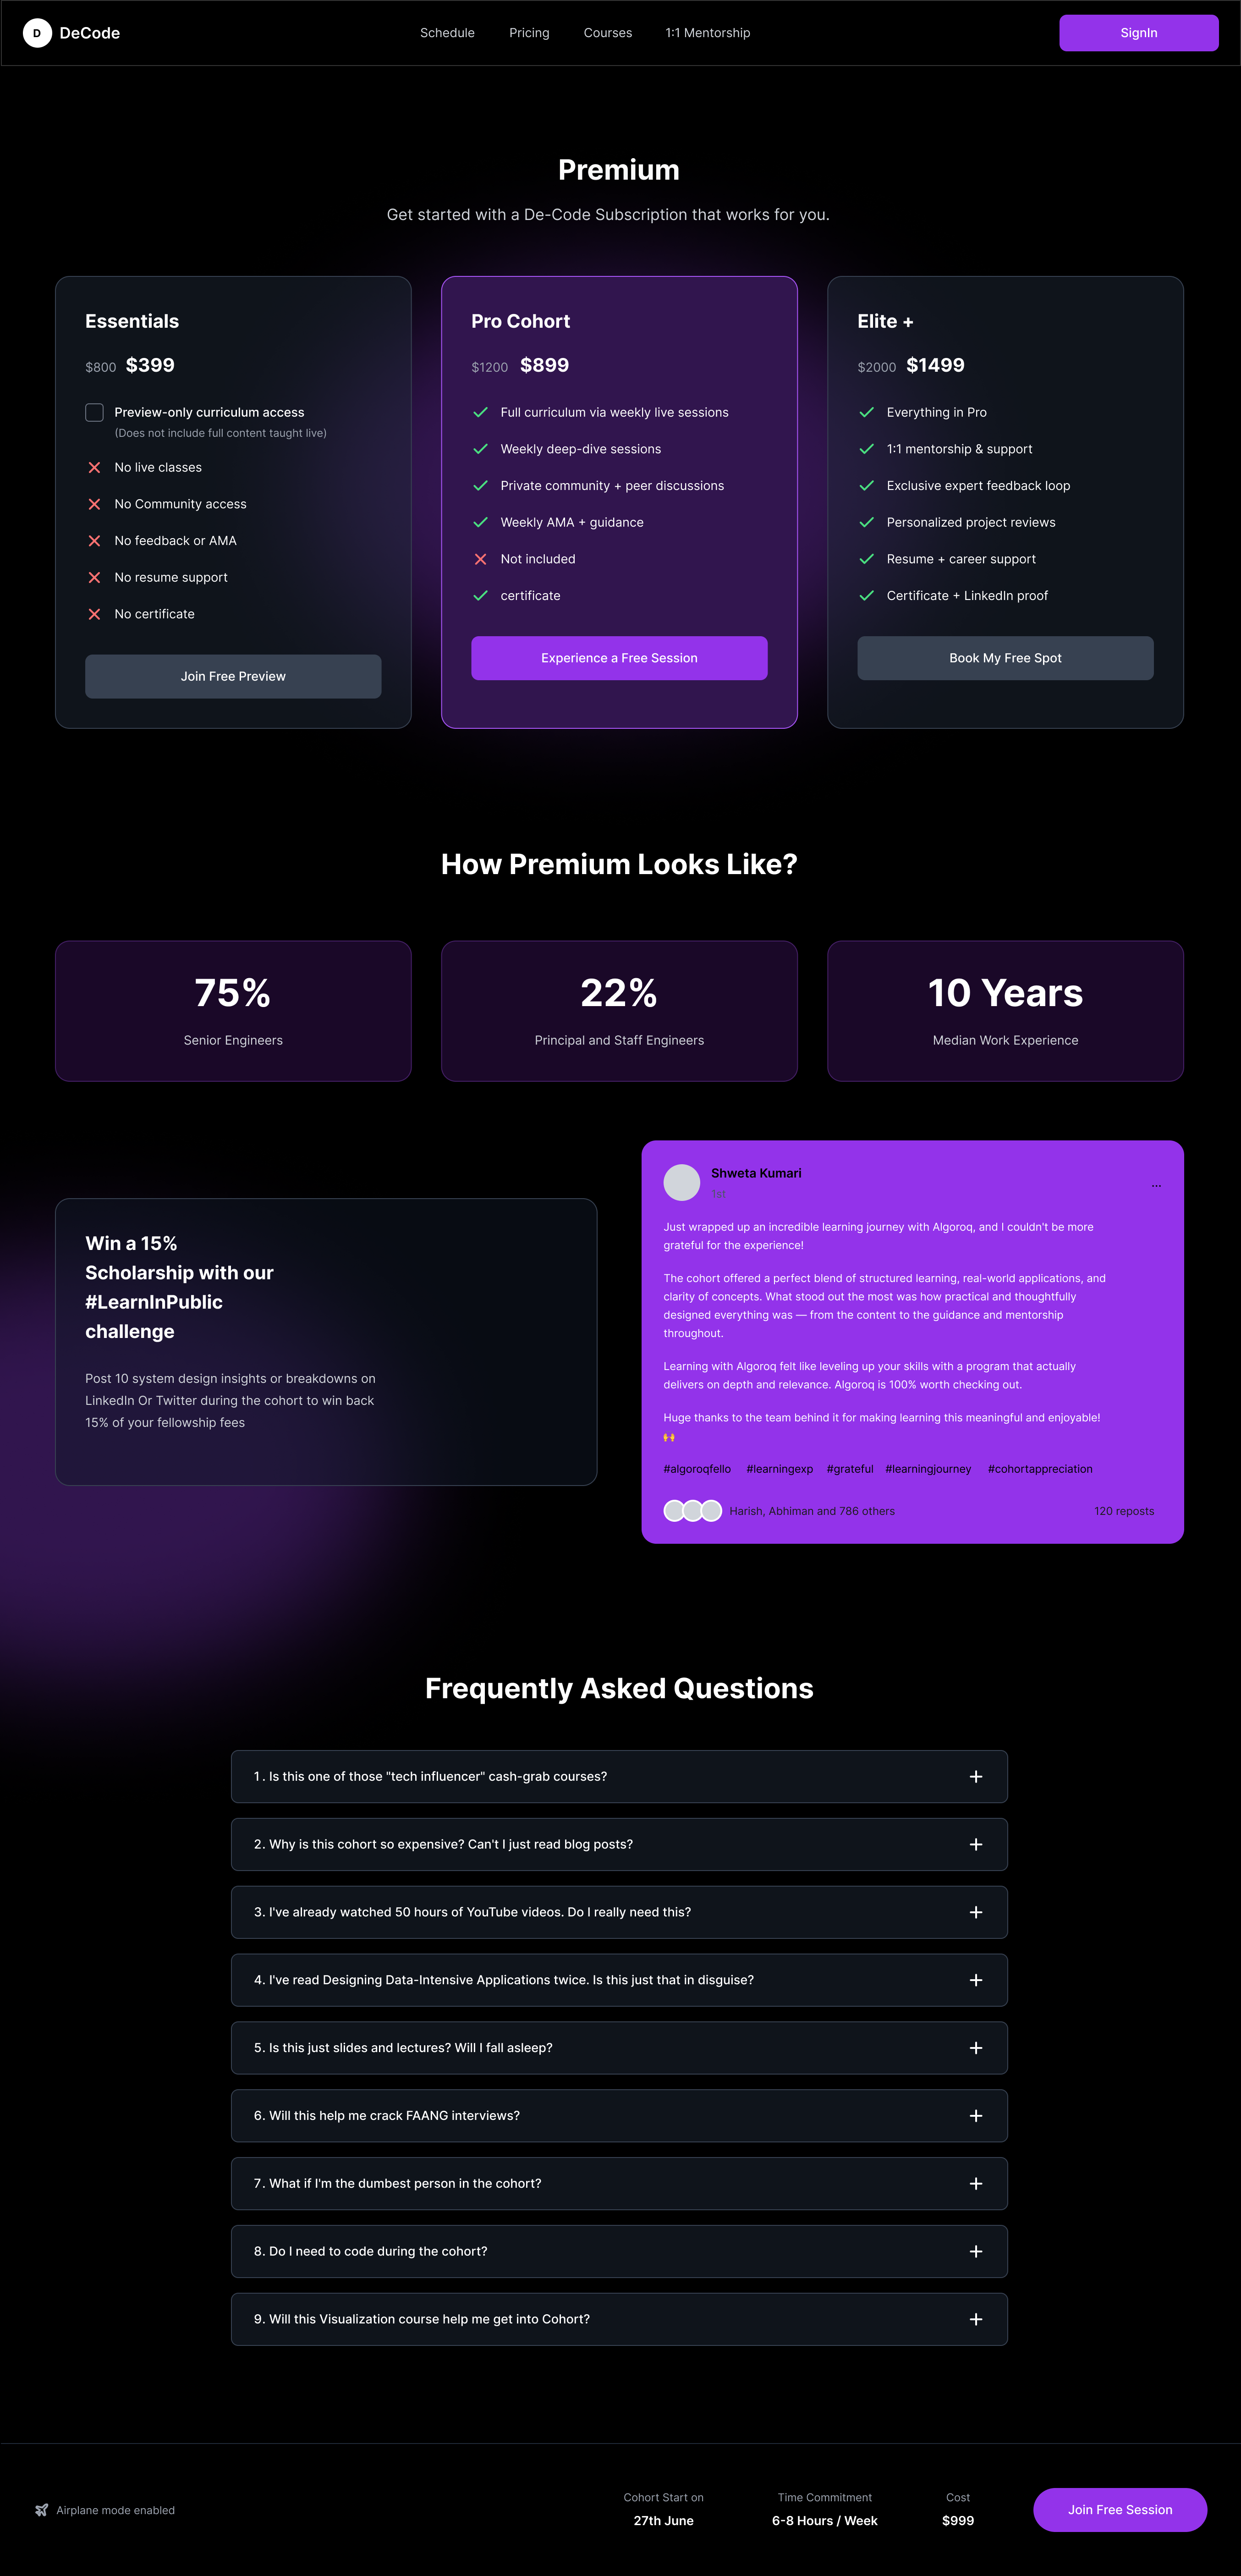 D DeCode
Schedule Pricing Courses 1:1 Mentorship
SignIn
Premium
Get started with a De-Code Subscription that works for you.
Essentials
$800 $399
Preview-only curriculum access
(Does not include full content taught live)
No live classes
No Community access
No feedback or AMA
No resume support
No certificate
Join Free Preview
Pro Cohort
$1200 $899
Full curriculum via weekly live sessions
Weekly deep-dive sessions
Private community + peer discussions
Weekly AMA + guidance
Not included
certificate
Experience a Free Session
Elite +
$2000 $1499
Everything in Pro
1:1 mentorship & support
Exclusive expert feedback loop
Personalized project reviews
Resume + career support
Certificate + LinkedIn proof
Book My Free Spot
How Premium Looks Like?
75%
Senior Engineers
22%
Principal and Staff Engineers
10 Years
Median Work Experience
Win a 15%
Scholarship with our
#LearnInPublic
challenge
Post 10 system design insights or breakdowns on
LinkedIn Or Twitter during the cohort to win back
15% of your fellowship fees
Shweta Kumari
1st
...
Just wrapped up an incredible learning journey with Algoroq, and I couldn't be more
grateful for the experience!
The cohort offered a perfect blend of structured learning, real-world applications, and
clarity of concepts. What stood out the most was how practical and thoughtfully
designed everything was — from the content to the guidance and mentorship
throughout.
Learning with Algoroq felt like leveling up your skills with a program that actually
delivers on depth and relevance. Algoroq is 100% worth checking out.
Huge thanks to the team behind it for making learning this meaningful and enjoyable!
🙌
#algoroqfello #learningexp #grateful #learningjourney #cohortappreciation
Harish, Abhiman and 786 others 120 reposts
Frequently Asked Questions
1. Is this one of those "tech influencer" cash-grab courses?
2. Why is this cohort so expensive? Can't I just read blog posts?
3. I've already watched 50 hours of YouTube videos. Do I really need this?
4. I've read Designing Data-Intensive Applications twice. Is this just that in disguise?
5. Is this just slides and lectures? Will I fall asleep?
6. Will this help me crack FAANG interviews?
7. What if I'm the dumbest person in the cohort?
8. Do I need to code during the cohort?
9. Will this Visualization course help me get into Cohort?
Airplane mode enabled
Cohort Start on
27th June
Time Commitment
6-8 Hours / Week
Cost
$999
Join Free Session